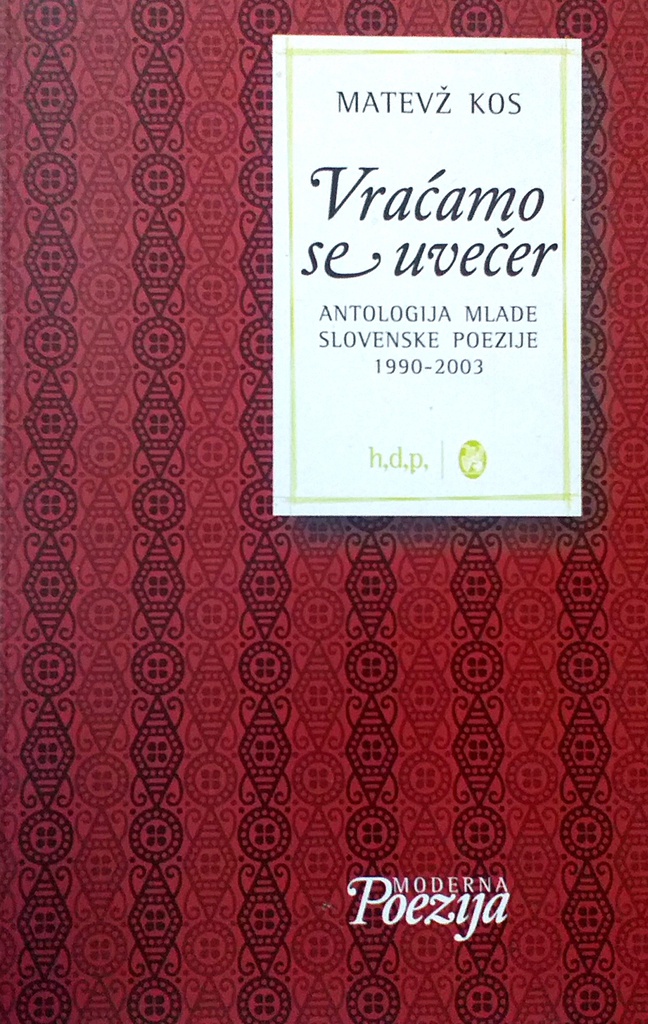 MATEVŽ KOS
Vraćamo
se uvečer
ANTOLOGIJA MLADE
SLOVENSKE POEZIJE
1990-2003
h,d,p,
MODERNA
Poezija